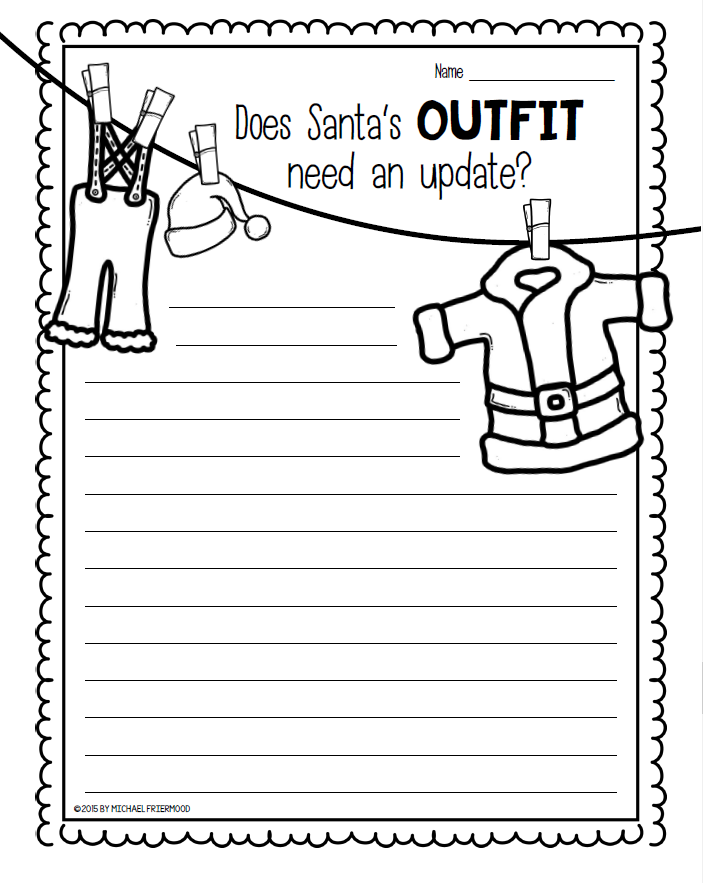 Name
Does Santa's OUTFIT
need an update?
©2015 BY MICHAEL FRIERMOOD